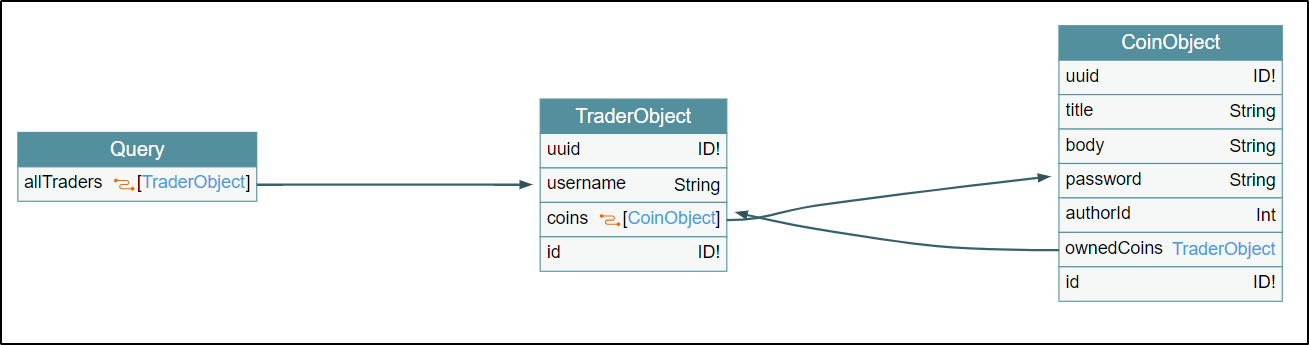 Query
allTraders [TraderObject]
TraderObject
uuid ID!
username String
coins [CoinObject]
id ID!
CoinObject
uuid ID!
title String
body String
password String
authorId Int
ownedCoins TraderObject
id ID!